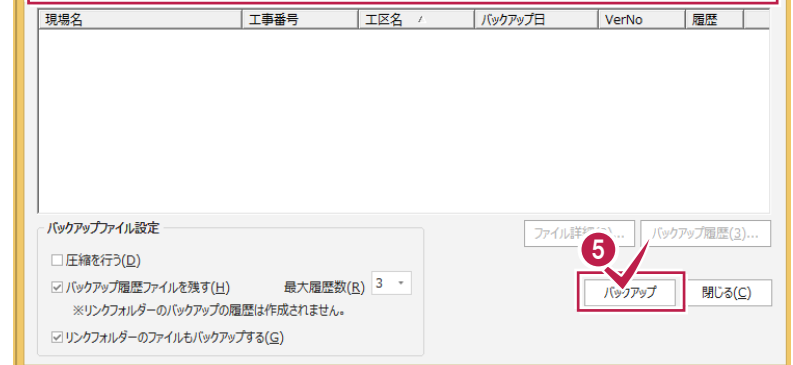 現場名 工事番号 工区名 / バックアップ日 VerNo 履歴
バックアップファイル設定
ファイル詳細 ... バックアップ履歴(3)...
5
圧縮を行う(D)
バックアップ履歴ファイルを残す(H) 最大履歴数(R) 3
バックアップ 閉じる(C)
※リンクフォルダーのバックアップの履歴は作成されません。
リンクフォルダーのファイルもバックアップする(G)